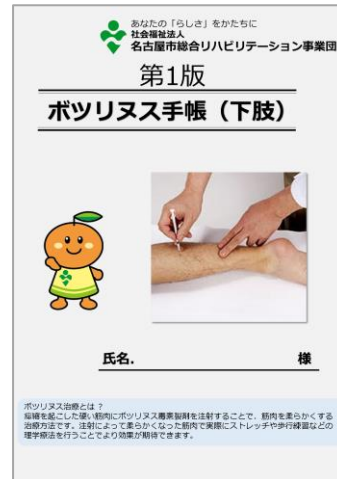 あなたの「らしさ」をかたちに
社会福祉法人
名古屋市総合リハビリテーション事業団
第1版
ボツリヌス手帳（下肢）
氏名. 様
ボツリヌス治療とは？
痙縮を起こした硬い筋肉にボツリヌス毒素製剤を注射することで、筋肉を柔らかくする
治療方法です。注射によって柔らかくなった筋肉で実際にストレッチや歩行練習などの
理学療法を行うことでより効果が期待できます。